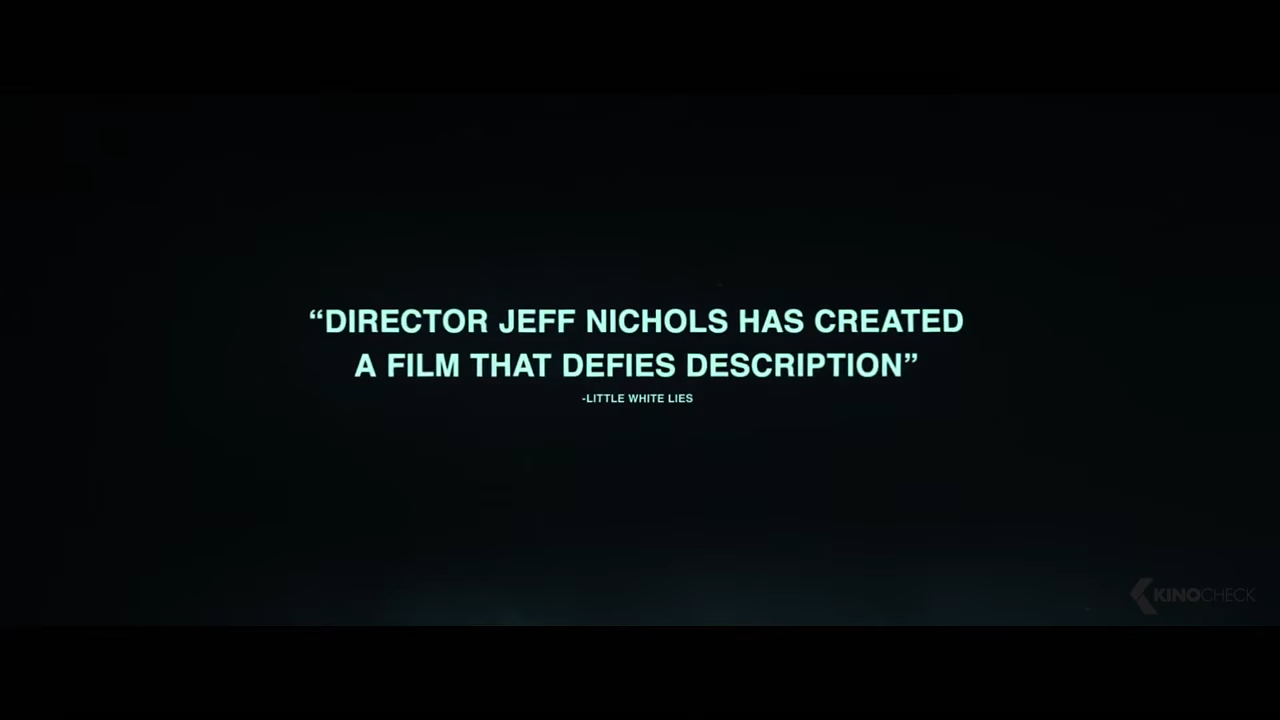 “DIRECTOR JEFF NICHOLS HAS CREATED
A FILM THAT DEFIES DESCRIPTION”
-LITTLE WHITE LIES
KINOCHECK